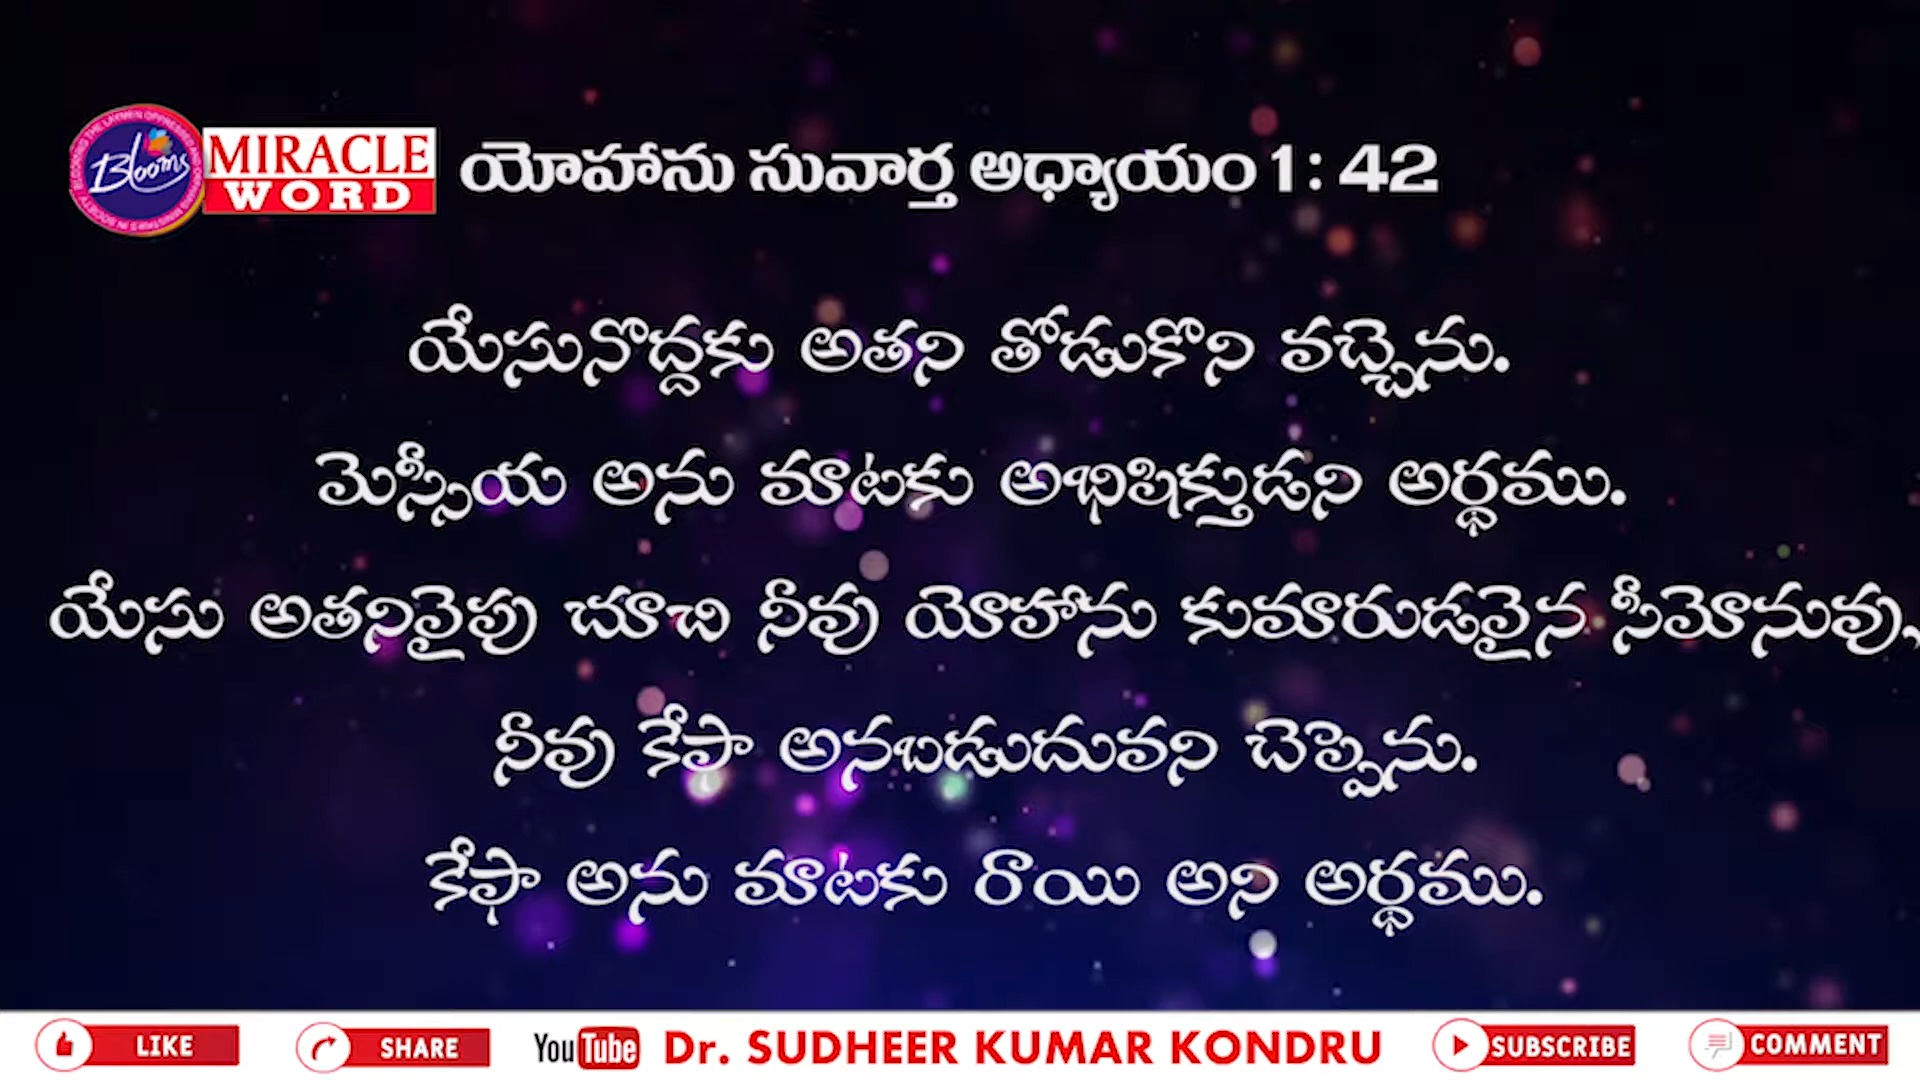 Blooms
MIRACLE
WORD
యోహాను సువార్త అధ్యాయం 1 : 42
యేసునొద్దకు అతని తోడుకొని వచ్చెను.
మెస్సీయ అను మాటకు అభిషిక్తుడని అర్థము.
యేసు అతనివైపు చూచి నీవు యోహాను కుమారుడవైన సీమోనువు,
నీవు కేఫా అనబడుదువని చెప్పెను.
కేఫా అను మాటకు రాయి అని అర్థము.
LIKE
SHARE
YouTube
Dr. SUDHEER KUMAR KONDRU
SUBSCRIBE
COMMENT